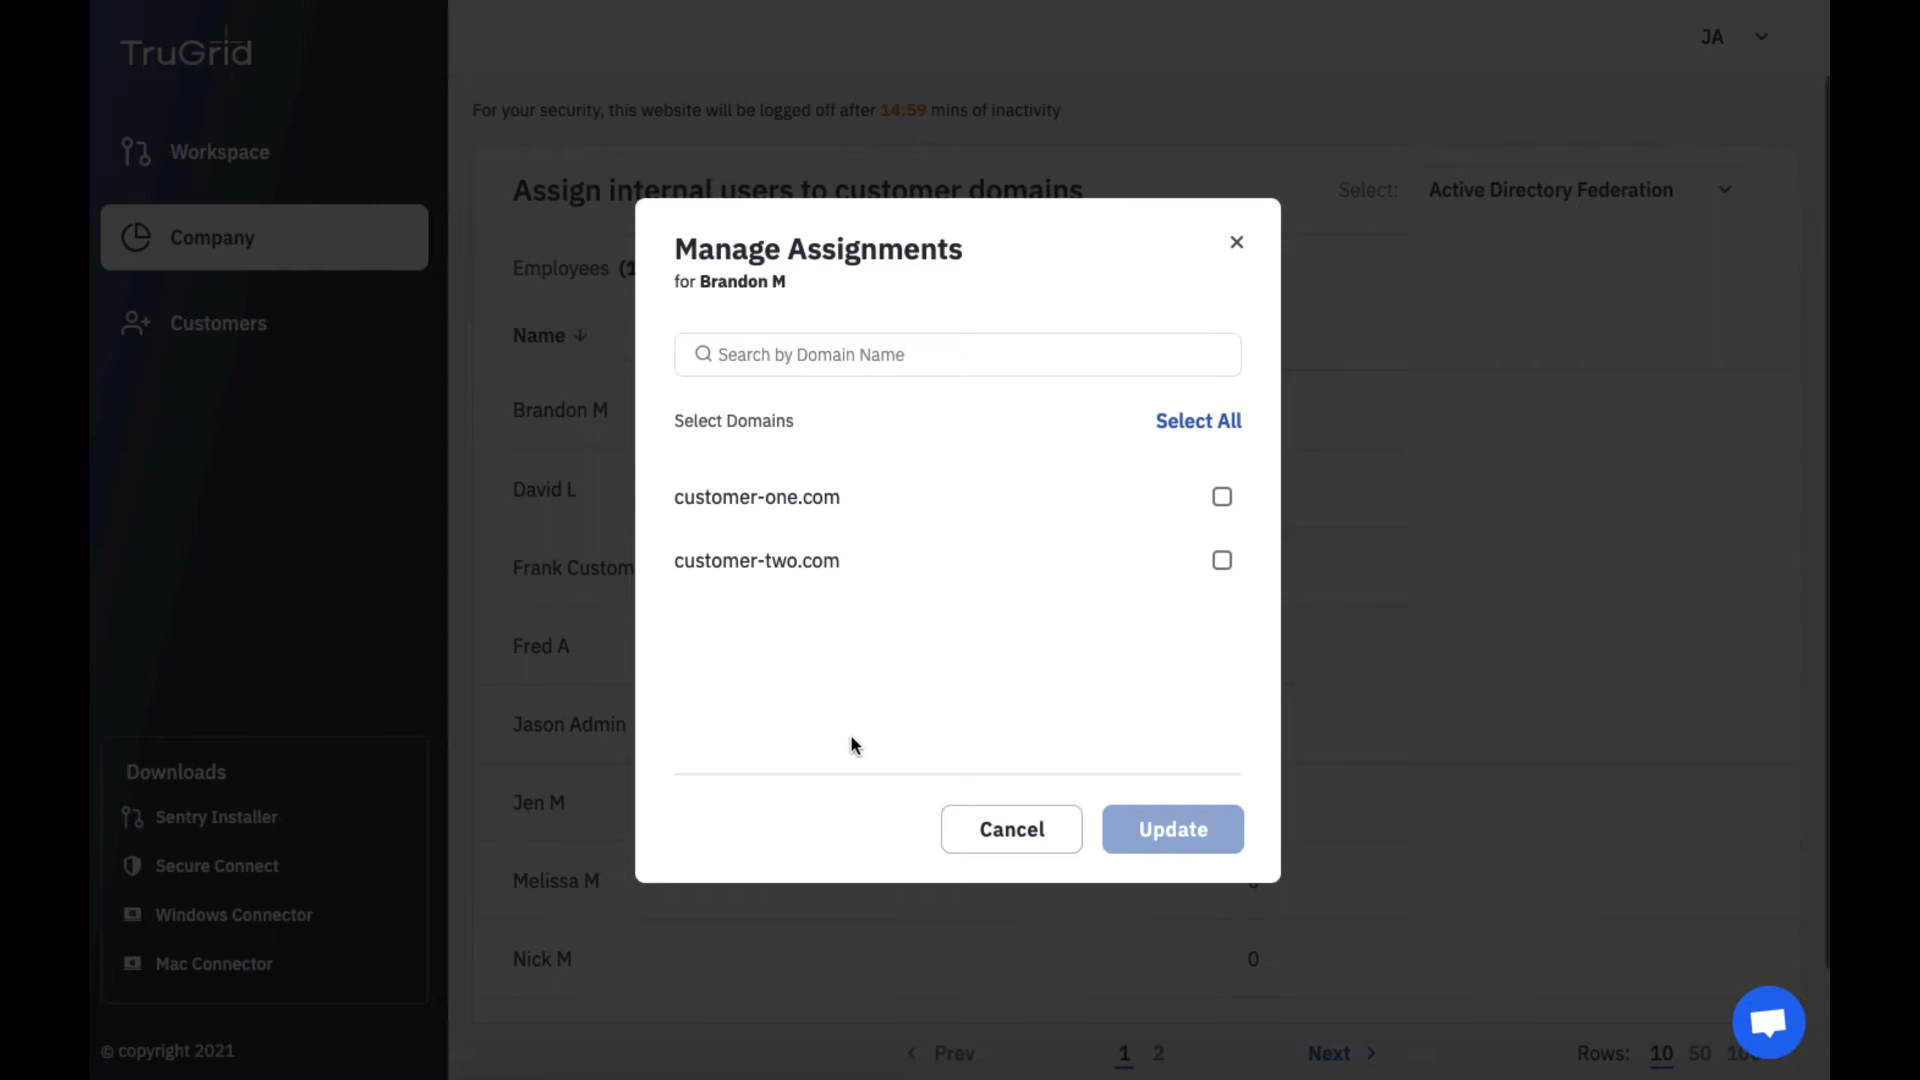 TruGrid
JA
For your security, this website will be logged off after 14:59 mins of inactivity
Workspace
Company
Customers
Assign internal users to customer domains
Select: Active Directory Federation
Employees
Name
Brandon M
David L
Frank Custom
Fred A
Jason Admin
Jen M
Melissa M
Nick M 0
Manage Assignments
for Brandon M
Search by Domain Name
Select Domains Select All
customer-one.com
customer-two.com
Cancel Update
Downloads
Sentry Installer
Secure Connect
Windows Connector
Mac Connector
© copyright 2021
Prev 1 2 Next Rows: 10 50